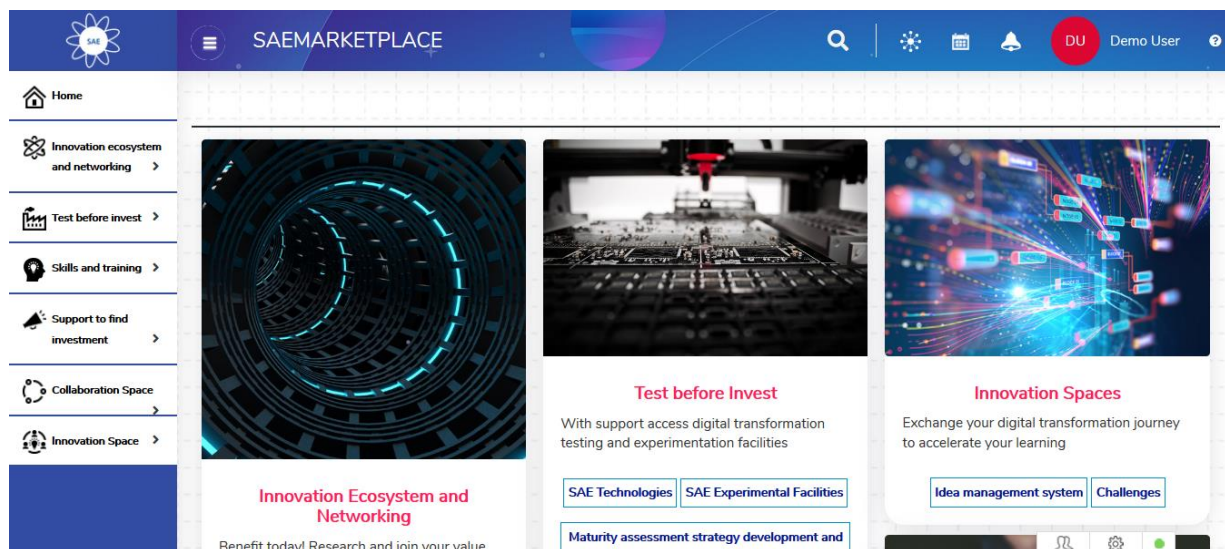 SAE
SAEMARKETPLACE
DU
Demo User
?
Home
Innovation ecosystem
and networking
Test before invest
Skills and training
Support to find
investment
Collaboration Space
Innovation Space
Innovation Ecosystem and
Networking
Benefit today! Research and join your value
Test before Invest
With support access digital transformation
testing and experimentation facilities
SAE Technologies
SAE Experimental Facilities
Maturity assessment strategy development and
Innovation Spaces
Exchange your digital transformation journey
to accelerate your learning
Idea management system
Challenges